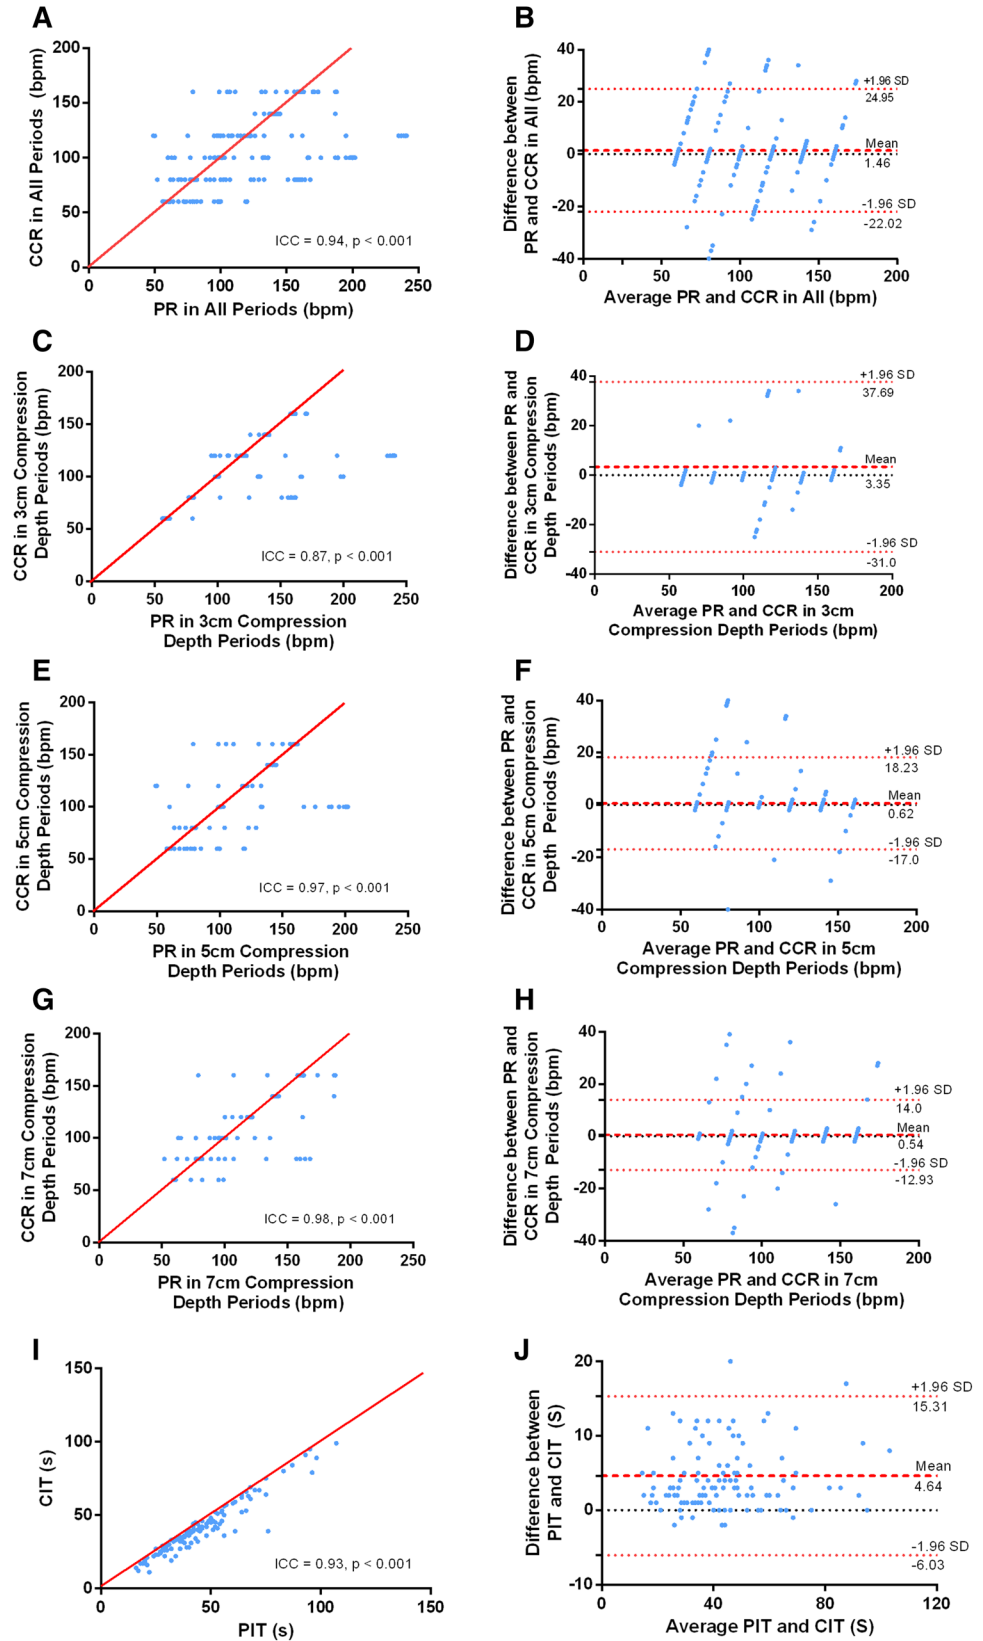 A
CCR in All Periods (bpm)
200
150
100
50
0
0 50 100 150 200 250
ICC = 0.94, p < 0.001
PR in All Periods (bpm)
B
Difference between
PR and CCR in All (bpm)
40
20
0
-20
-40
0 50 100 150 200
+1.96 SD
24.95
Mean
1.46
-1.96 SD
-22.02
Average PR and CCR in All (bpm)
C
CCR in 3cm Compression
Depth Periods (bpm)
200
150
100
50
0
0 50 100 150 200 250
ICC = 0.87, p < 0.001
PR in 3cm Compression
Depth Periods (bpm)
D
Difference between PR and
CCR in 3cm Compression
Depth Periods (bpm)
40
20
0
-20
-40
0 50 100 150 200
+1.96 SD
37.69
Mean
3.35
-1.96 SD
-31.0
Average PR and CCR in 3cm
Compression Depth Periods (bpm)
E
CCR in 5cm Compression
Depth Periods (bpm)
200
150
100
50
0
0 50 100 150 200 250
ICC = 0.97, p < 0.001
PR in 5cm Compression
Depth Periods (bpm)
F
Difference between PR and
CCR in 5cm Compression
Depth Periods (bpm)
40
20
0
-20
-40
0 50 100 150 200
+1.96 SD
18.23
Mean
0.62
-1.96 SD
-17.0
Average PR and CCR in 5cm
Compression Depth Periods (bpm)
G
CCR in 7cm Compression
Depth Periods (bpm)
200
150
100
50
0
0 50 100 150 200 250
ICC = 0.98, p < 0.001
PR in 7cm Compression
Depth Periods (bpm)
H
Difference between PR and
CCR in 7cm Compression
Depth Periods (bpm)
40
20
0
-20
-40
0 50 100 150 200
+1.96 SD
14.0
Mean
0.54
-1.96 SD
-12.93
Average PR and CCR in 7cm
Compression Depth Periods (bpm)
I
CIT (s)
150
100
50
0
0 50 100 150
ICC = 0.93, p < 0.001
PIT (s)
J
Difference between
PIT and CIT (S)
20
10
0
-10
0 40 80 120
+1.96 SD
15.31
Mean
4.64
-1.96 SD
-6.03
Average PIT and CIT (S)